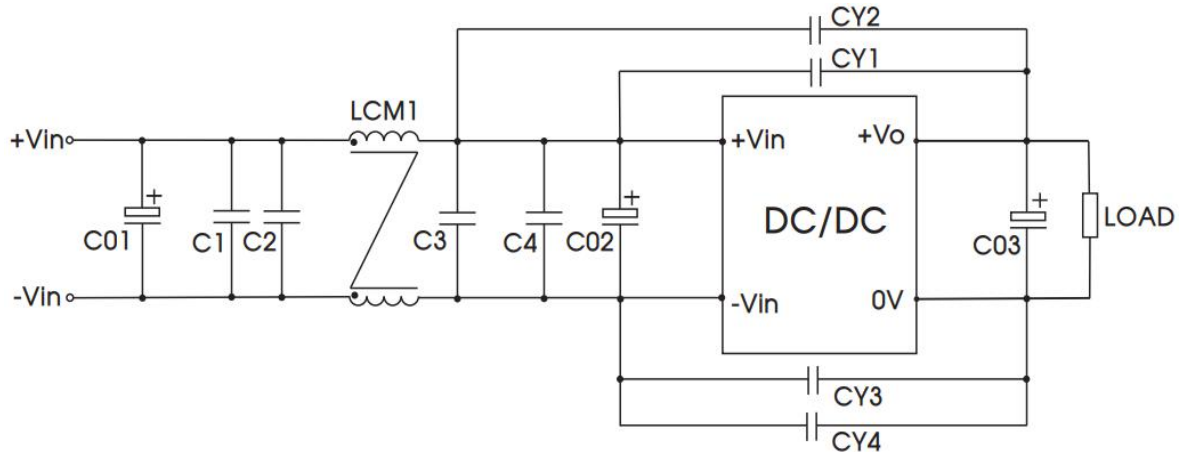 CY2
CY1
LCM1
+Vin
+Vin
+Vo
+
+
+
C01
C1
C2
C3
C4
C02
DC/DC
C03
LOAD
-Vin
-Vin
0V
CY3
CY4